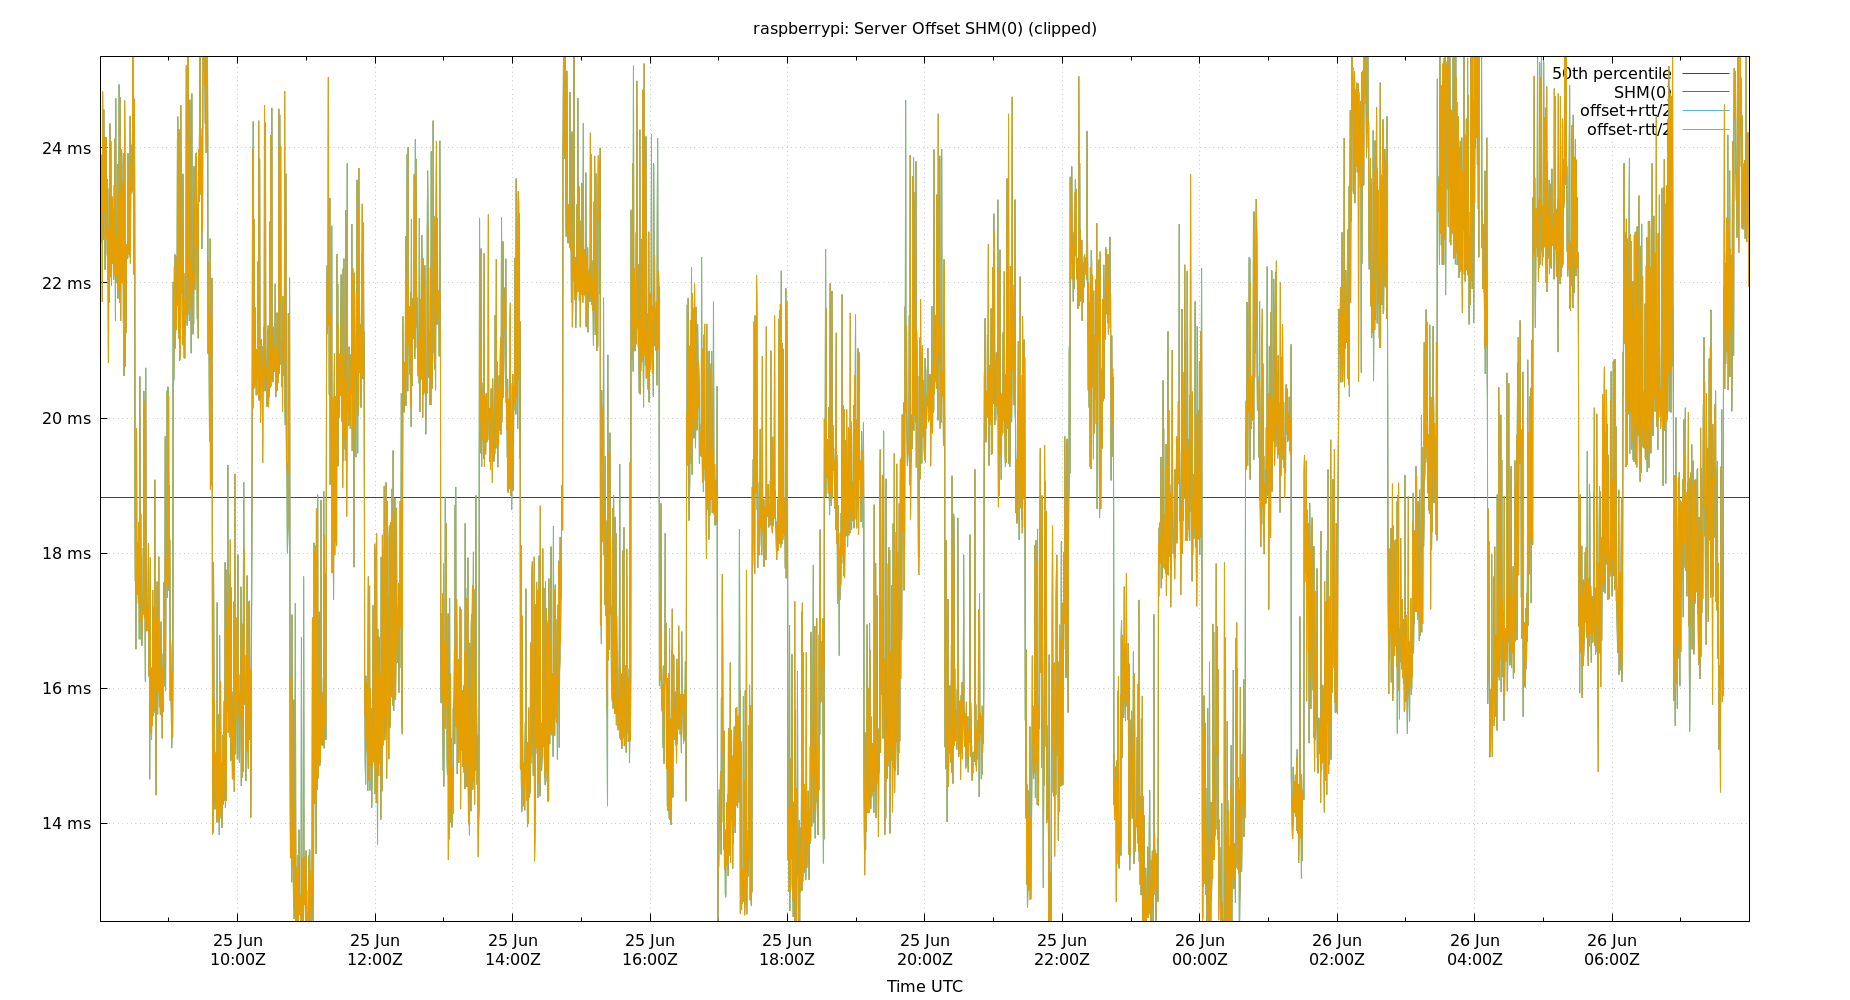 raspberrypi: Server Offset SHM(0) (clipped)
50th percentile
SHM(0)
offset+rtt/2
offset-rtt/2
24 ms
22 ms
20 ms
18 ms
16 ms
14 ms
25 Jun 25 Jun 25 Jun 25 Jun 25 Jun 25 Jun 25 Jun 26 Jun 26 Jun 26 Jun 26 Jun
10:00Z 12:00Z 14:00Z 16:00Z 18:00Z 20:00Z 22:00Z 00:00Z 02:00Z 04:00Z 06:00Z
Time UTC